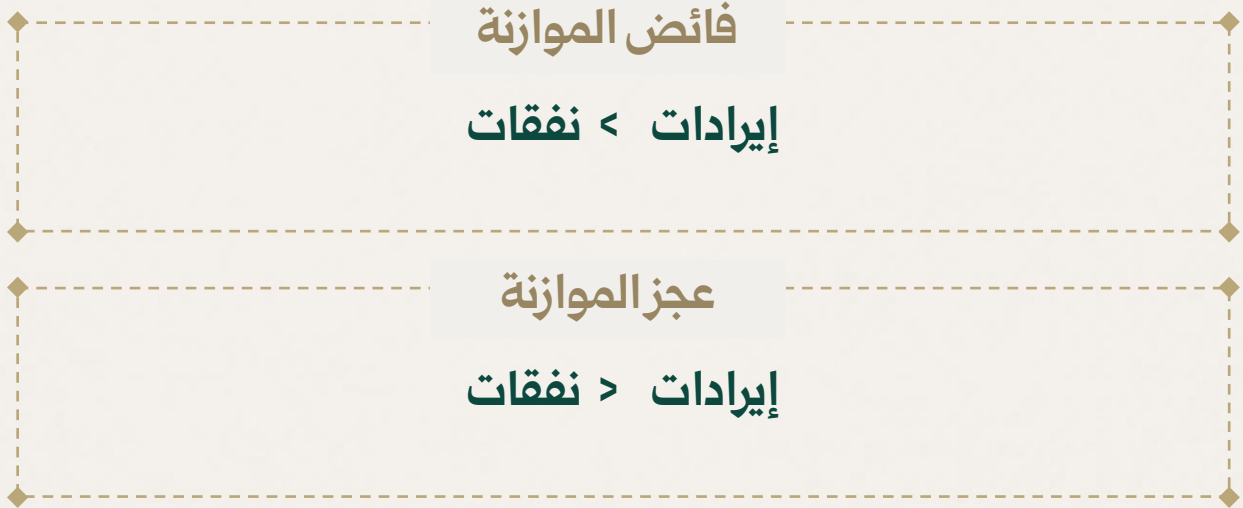 فائض الموازنة
إيرادات > نفقات
عجز الموازنة
إيرادات < نفقات